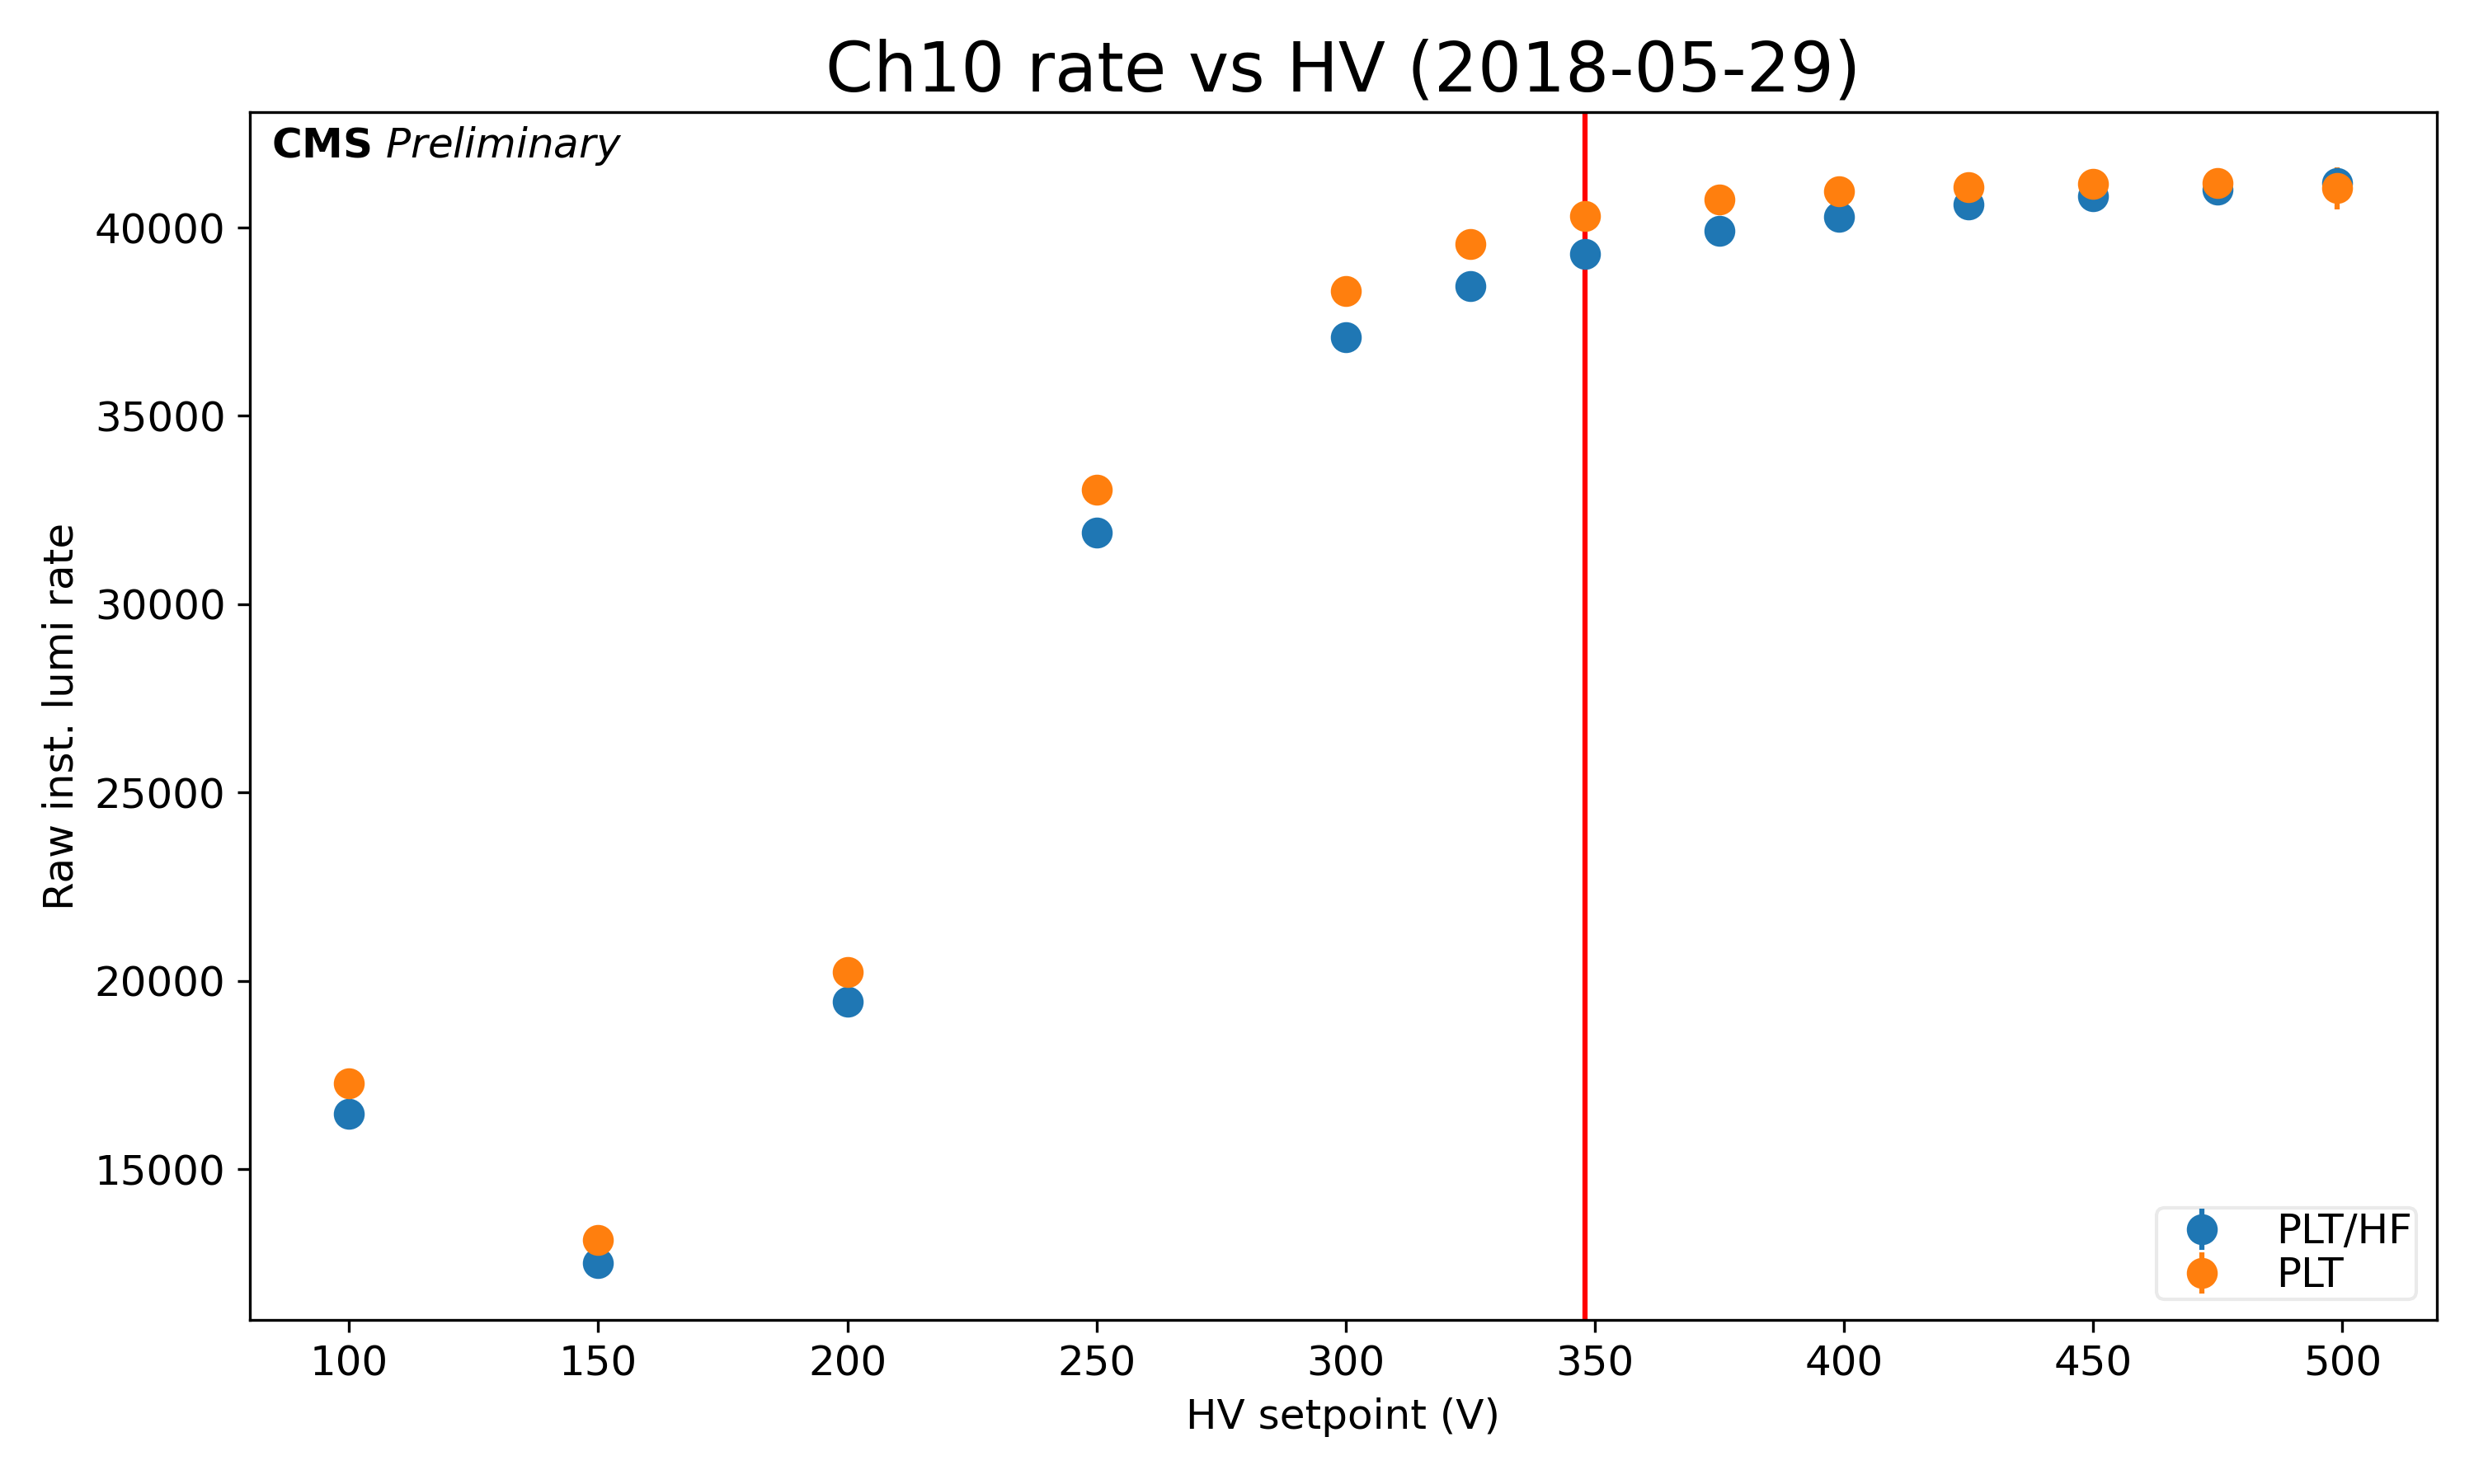 Ch10 rate vs HV (2018-05-29)
CMS Preliminary
40000
35000
30000
25000
20000
15000
Raw inst. lumi rate
100 150 200 250 300 350 400 450 500
HV setpoint (V)
PLT/HF
PLT